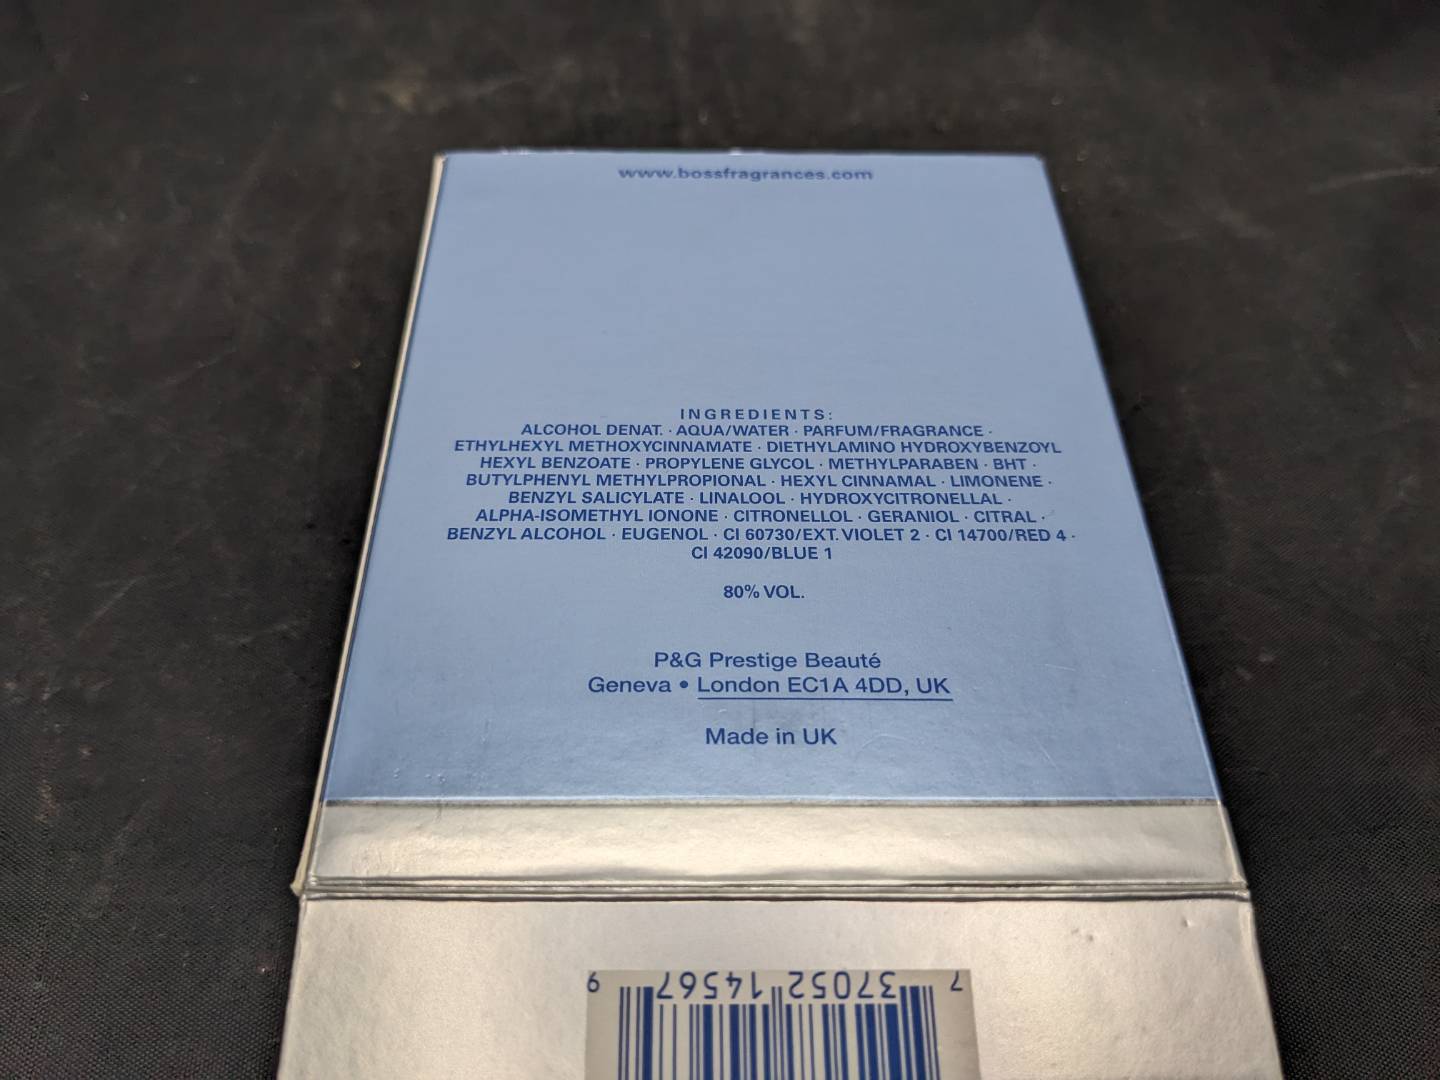 www.bossfragrances.com
INGREDIENTS:
ALCOHOL DENAT. · AQUA/WATER · PARFUM/FRAGRANCE ·
ETHYLHEXYL METHOXYCINNAMATE · DIETHYLAMINO HYDROXYBENZOYL
HEXYL BENZOATE · PROPYLENE GLYCOL · METHYLPARABEN · BHT ·
BUTYLPHENYL METHYLPROPIONAL · HEXYL CINNAMAL · LIMONENE ·
BENZYL SALICYLATE · LINALOOL · HYDROXYCITRONELLAL ·
ALPHA-ISOMETHYL IONONE · CITRONELLOL · GERANIOL · CITRAL ·
BENZYL ALCOHOL · EUGENOL · CI 60730/EXT. VIOLET 2 · CI 14700/RED 4 ·
CI 42090/BLUE 1
80% VOL.
P&G Prestige Beauté
Geneva • London EC1A 4DD, UK
Made in UK
7 37052 14567 9